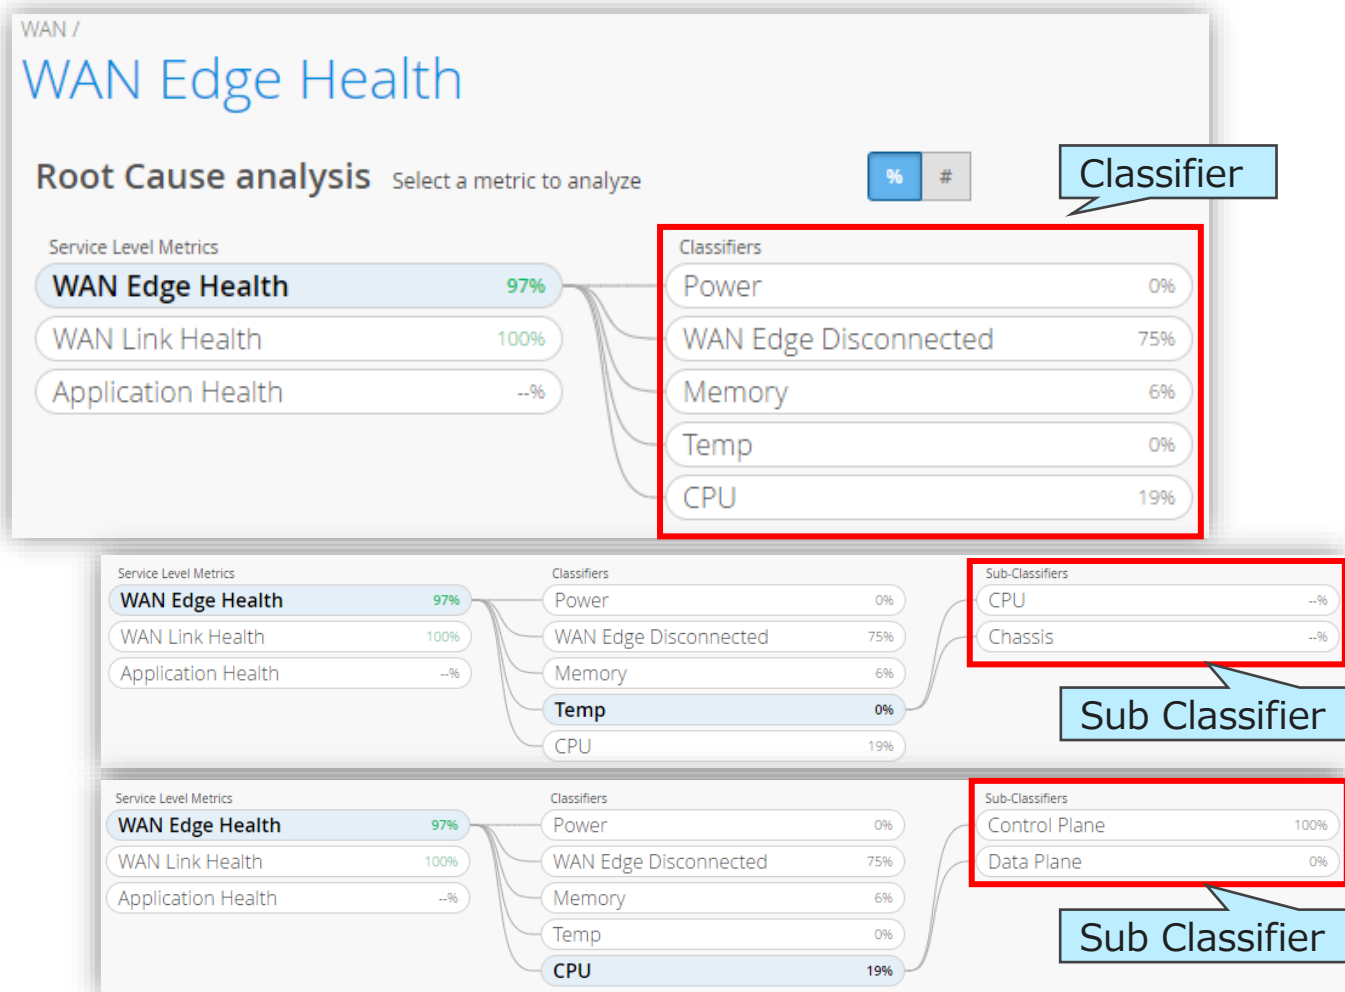 WAN /
WAN Edge Health
Root Cause analysis Select a metric to analyze % #
Classifier
Service Level Metrics Classifiers
WAN Edge Health 97% Power 0%
WAN Link Health 100% WAN Edge Disconnected 75%
Application Health --% Memory 6%
Temp 0%
CPU 19%
Service Level Metrics Classifiers Sub-Classifiers
WAN Edge Health 97% Power 0% CPU --%
WAN Link Health 100% WAN Edge Disconnected 75% Chassis --%
Application Health --% Memory 6%
Temp 0%
Sub Classifier
CPU 19%
Service Level Metrics Classifiers Sub-Classifiers
WAN Edge Health 97% Power 0% Control Plane 100%
WAN Link Health 100% WAN Edge Disconnected 75% Data Plane 0%
Application Health --% Memory 6%
Temp 0%
Sub Classifier
CPU 19%